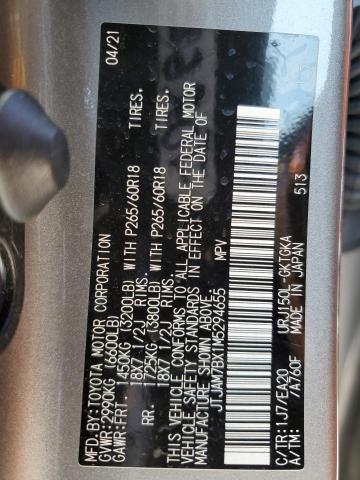 MFD.BY:TOYOTA MOTOR CORPORATION 04/21
GVWR:2990KG (6600LB)
GAWR:FRT. 1450KG (3200LB) WITH P265/60R18 TIRES,
18X7 1/2J RIMS.
RR. 1725KG (3800LB) WITH P265/60R18 TIRES,
18X7 1/2J RIMS.
THIS VEHICLE CONFORMS TO ALL APPLICABLE FEDERAL MOTOR
VEHICLE SAFETY STANDARDS IN EFFECT ON THE DATE OF
MANUFACTURE SHOWN ABOVE.
JTJAM7BX1M5294655 MPV
C/TR:1J7/EA20 URJ150L-GKTGKA
A/TM: /A760F MADE IN JAPAN 513